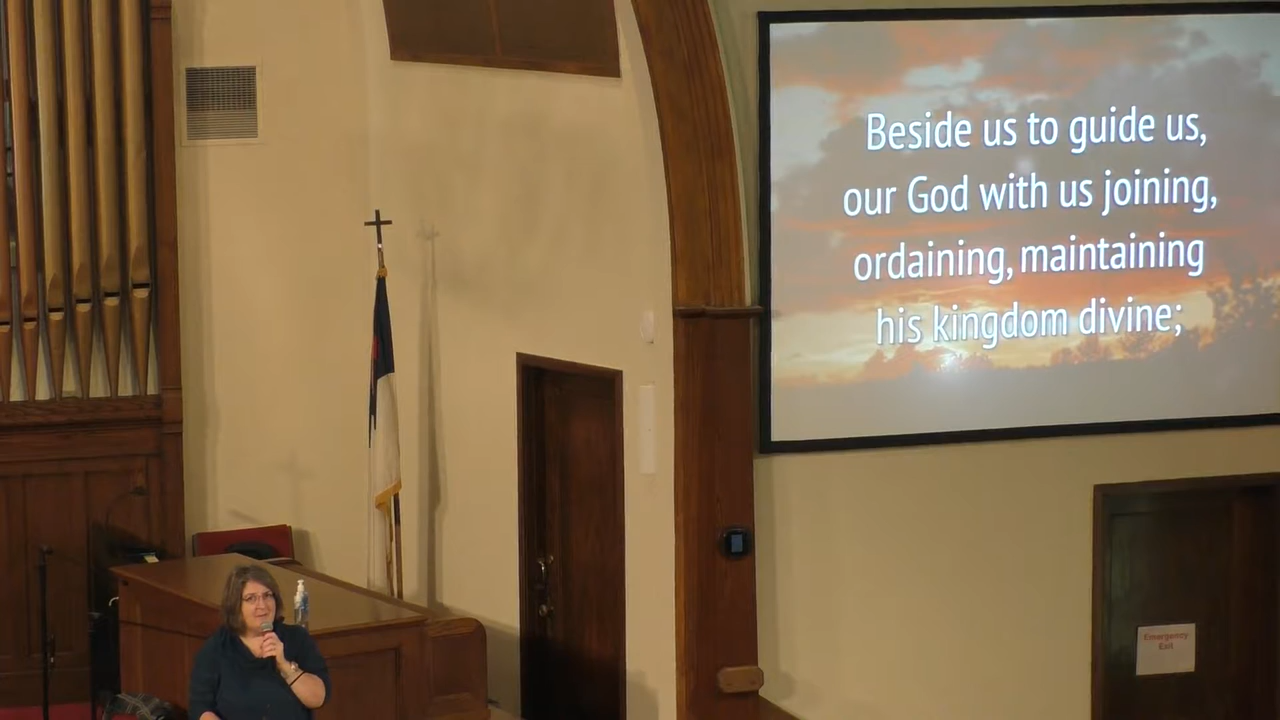 Beside us to guide us,
our God with us joining,
ordaining, maintaining
his kingdom divine;
Emergency
Exit